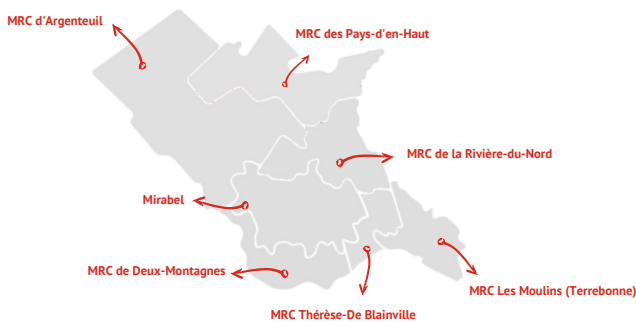 MRC d'Argenteuil
MRC des Pays-d'en-Haut
MRC de la Rivière-du-Nord
Mirabel
MRC de Deux-Montagnes
MRC Les Moulins (Terrebonne)
MRC Thérèse-De Blainville